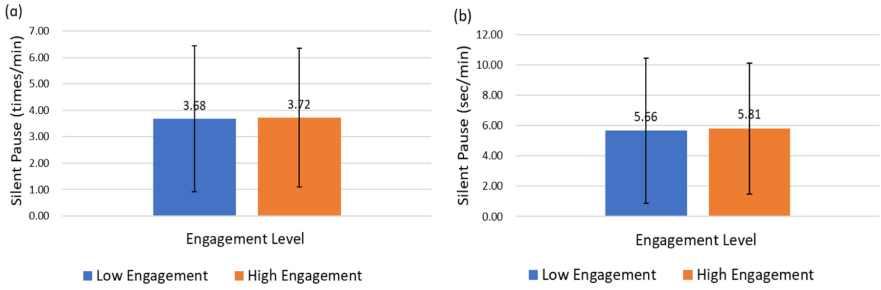 (a)
Silent Pause (times/min)
7.00
6.00
5.00
4.00
3.00
2.00
1.00
0.00
3.68
3.72
Engagement Level
Low Engagement
High Engagement
(b)
Silent Pause (sec/min)
12.00
10.00
8.00
6.00
4.00
2.00
0.00
5.66
5.81
Engagement Level
Low Engagement
High Engagement